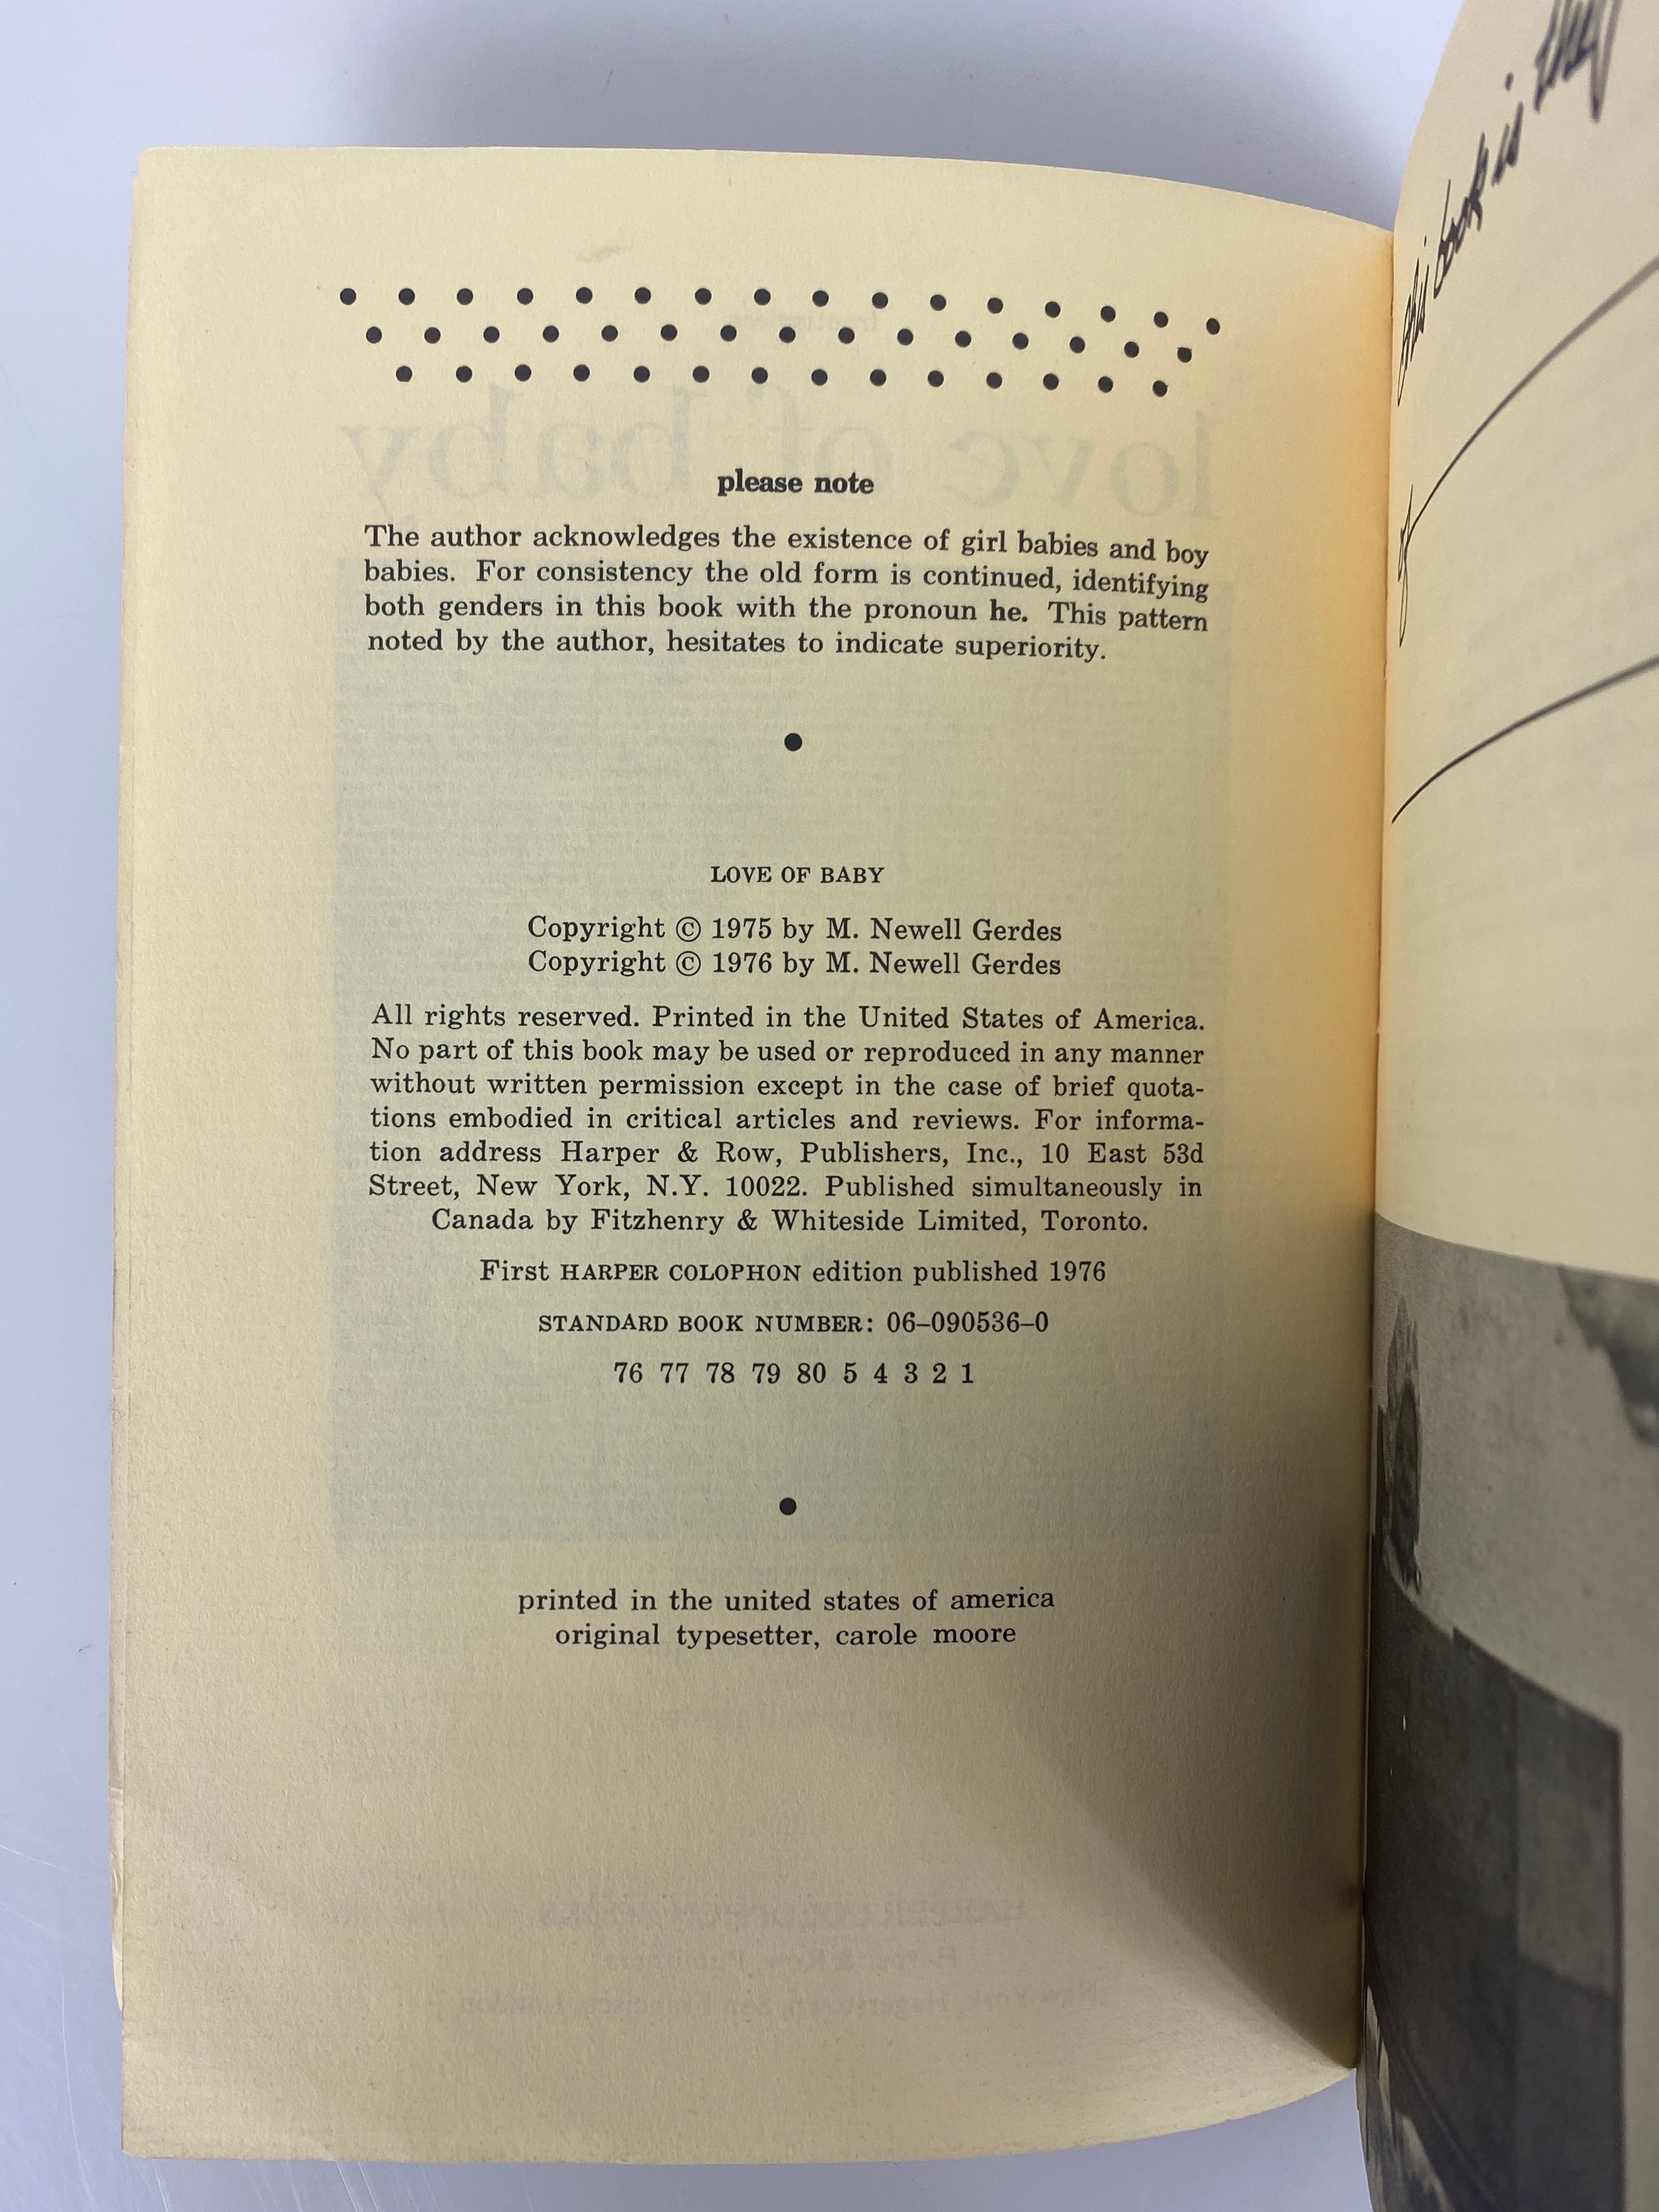 please note
The author acknowledges the existence of girl babies and boy
babies. For consistency the old form is continued, identifying
both genders in this book with the pronoun he. This pattern
noted by the author, hesitates to indicate superiority.
LOVE OF BABY
Copyright © 1975 by M. Newell Gerdes
Copyright © 1976 by M. Newell Gerdes
All rights reserved. Printed in the United States of America.
No part of this book may be used or reproduced in any manner
without written permission except in the case of brief quota-
tions embodied in critical articles and reviews. For informa-
tion address Harper & Row, Publishers, Inc., 10 East 53d
Street, New York, N.Y. 10022. Published simultaneously in
Canada by Fitzhenry & Whiteside Limited, Toronto.
First HARPER COLOPHON edition published 1976
STANDARD BOOK NUMBER: 06–090536–0
76 77 78 79 80 5 4 3 2 1
printed in the united states of america
original typesetter, carole moore
this book is